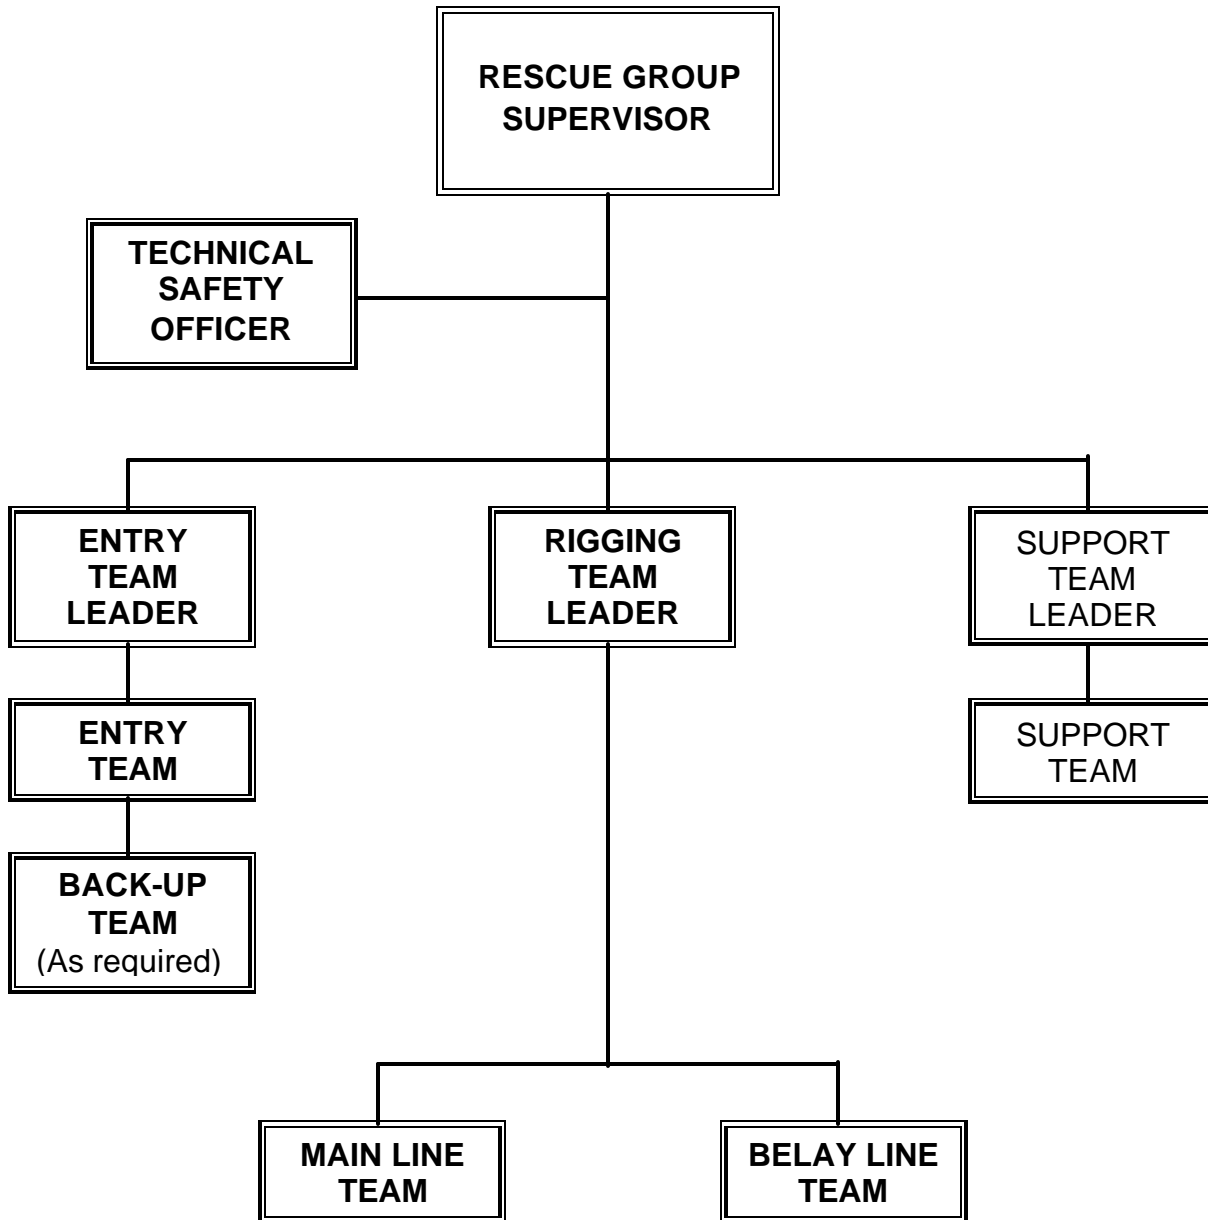 RESCUE GROUP
SUPERVISOR
TECHNICAL
SAFETY
OFFICER
ENTRY
TEAM
LEADER
RIGGING
TEAM
LEADER
SUPPORT
TEAM
LEADER
ENTRY
TEAM
SUPPORT
TEAM
BACK-UP
TEAM
(As required)
MAIN LINE
TEAM
BELAY LINE
TEAM